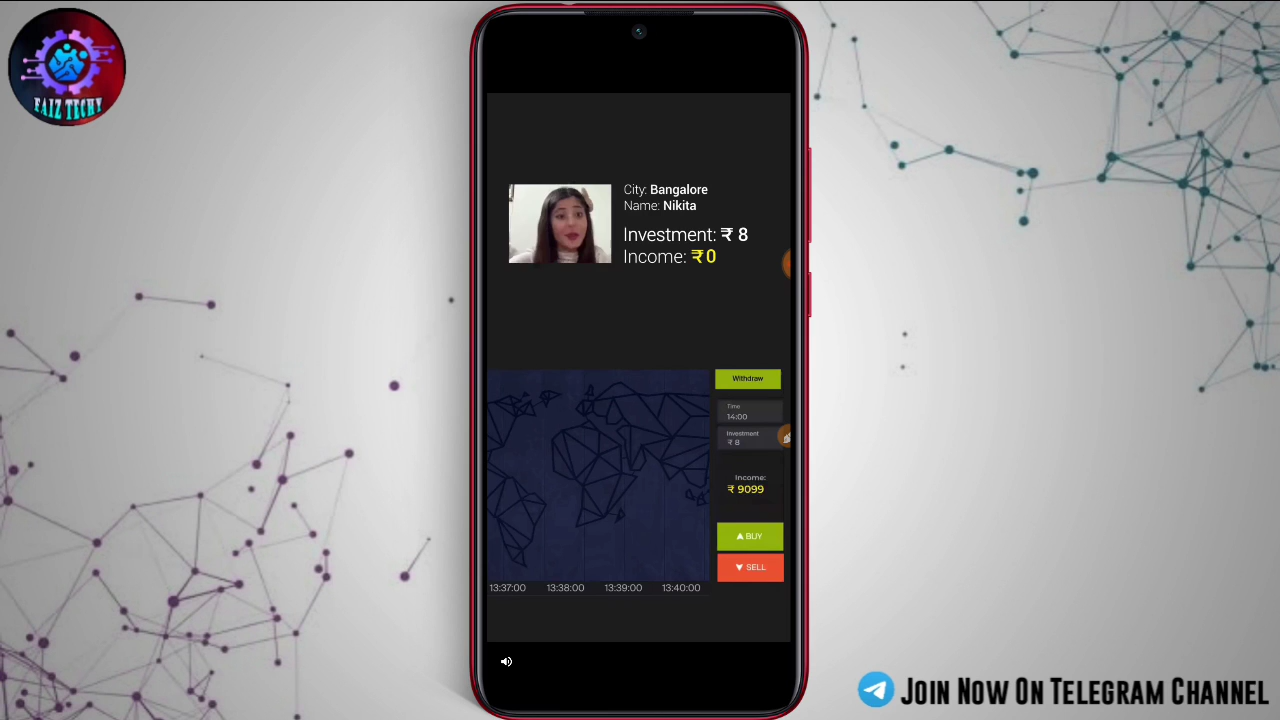 FAIZ TECHY
City: Bangalore
Name: Nikita
Investment: ₹ 8
Income: ₹0
Withdraw
Time
14:00
Investment
₹ 8
Income:
₹ 9099
▲ BUY
▼ SELL
13:37:00 13:38:00 13:39:00 13:40:00
JOIN NOW ON TELEGRAM CHANNEL